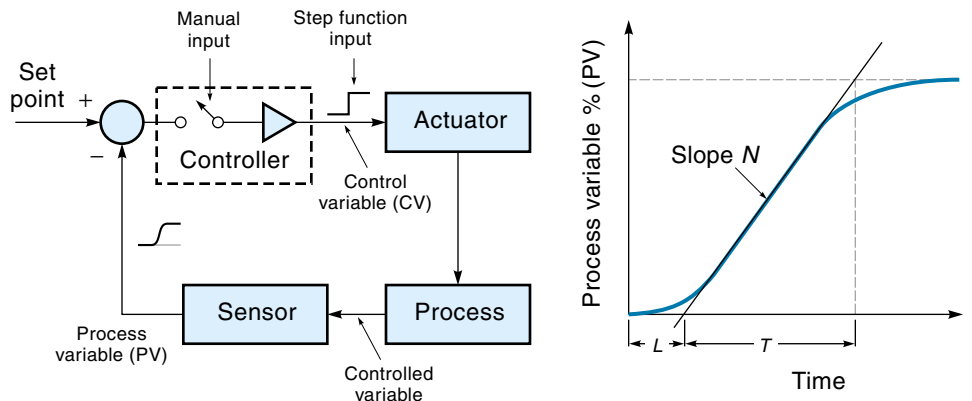 Manual
input
Step function
input
Set
point
+
−
Controller
Actuator
Control
variable (CV)
Sensor
Process
Process
variable (PV)
Controlled
variable
Process variable % (PV)
Slope N
L
T
Time